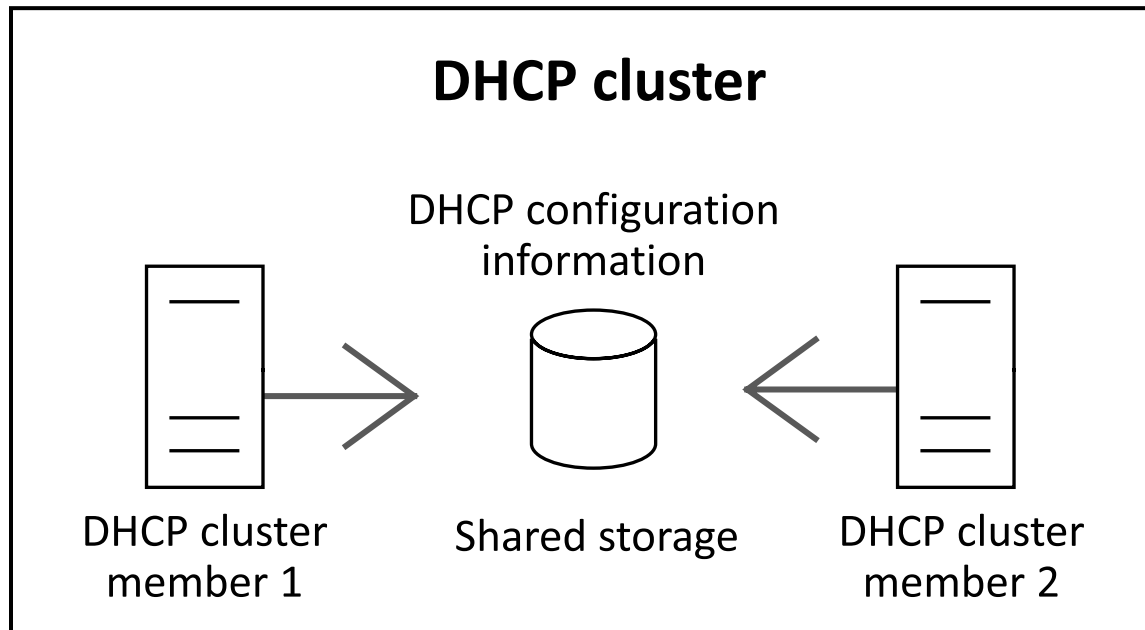 DHCP cluster
DHCP configuration
information
DHCP cluster
member 1
Shared storage
DHCP cluster
member 2